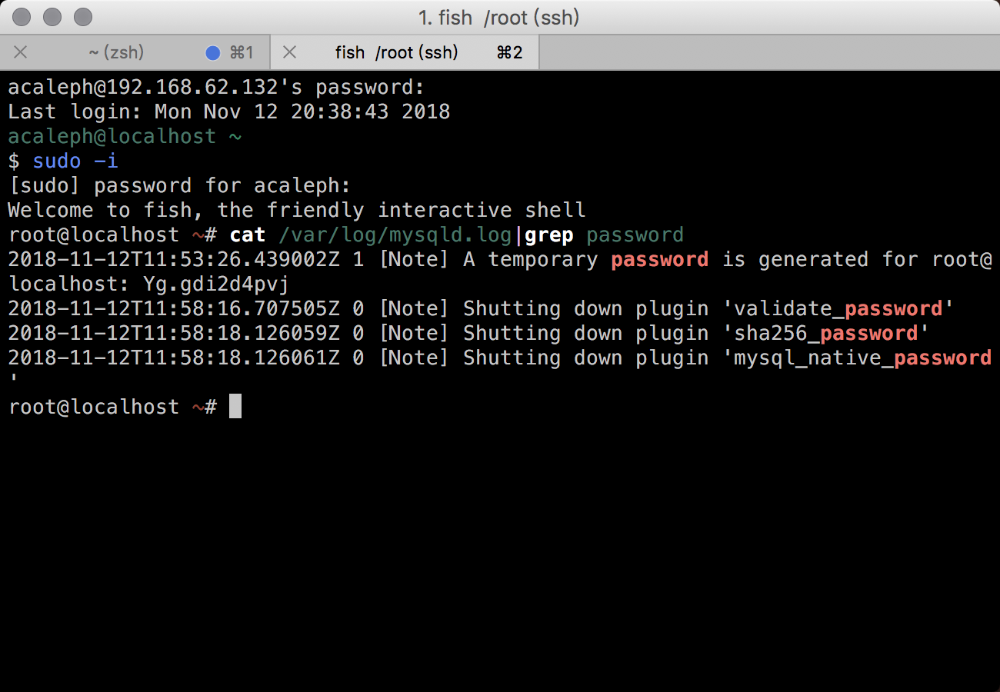 1. fish  /root (ssh)
~ (zsh) ⌘1 fish  /root (ssh) ⌘2
acaleph@192.168.62.132's password:
Last login: Mon Nov 12 20:38:43 2018
acaleph@localhost ~
$ sudo -i
[sudo] password for acaleph:
Welcome to fish, the friendly interactive shell
root@localhost ~# cat /var/log/mysqld.log|grep password
2018-11-12T11:53:26.439002Z 1 [Note] A temporary password is generated for root@
localhost: Yg.gdi2d4pvj
2018-11-12T11:58:16.707505Z 0 [Note] Shutting down plugin 'validate_password'
2018-11-12T11:58:18.126059Z 0 [Note] Shutting down plugin 'sha256_password'
2018-11-12T11:58:18.126061Z 0 [Note] Shutting down plugin 'mysql_native_password
'
root@localhost ~#